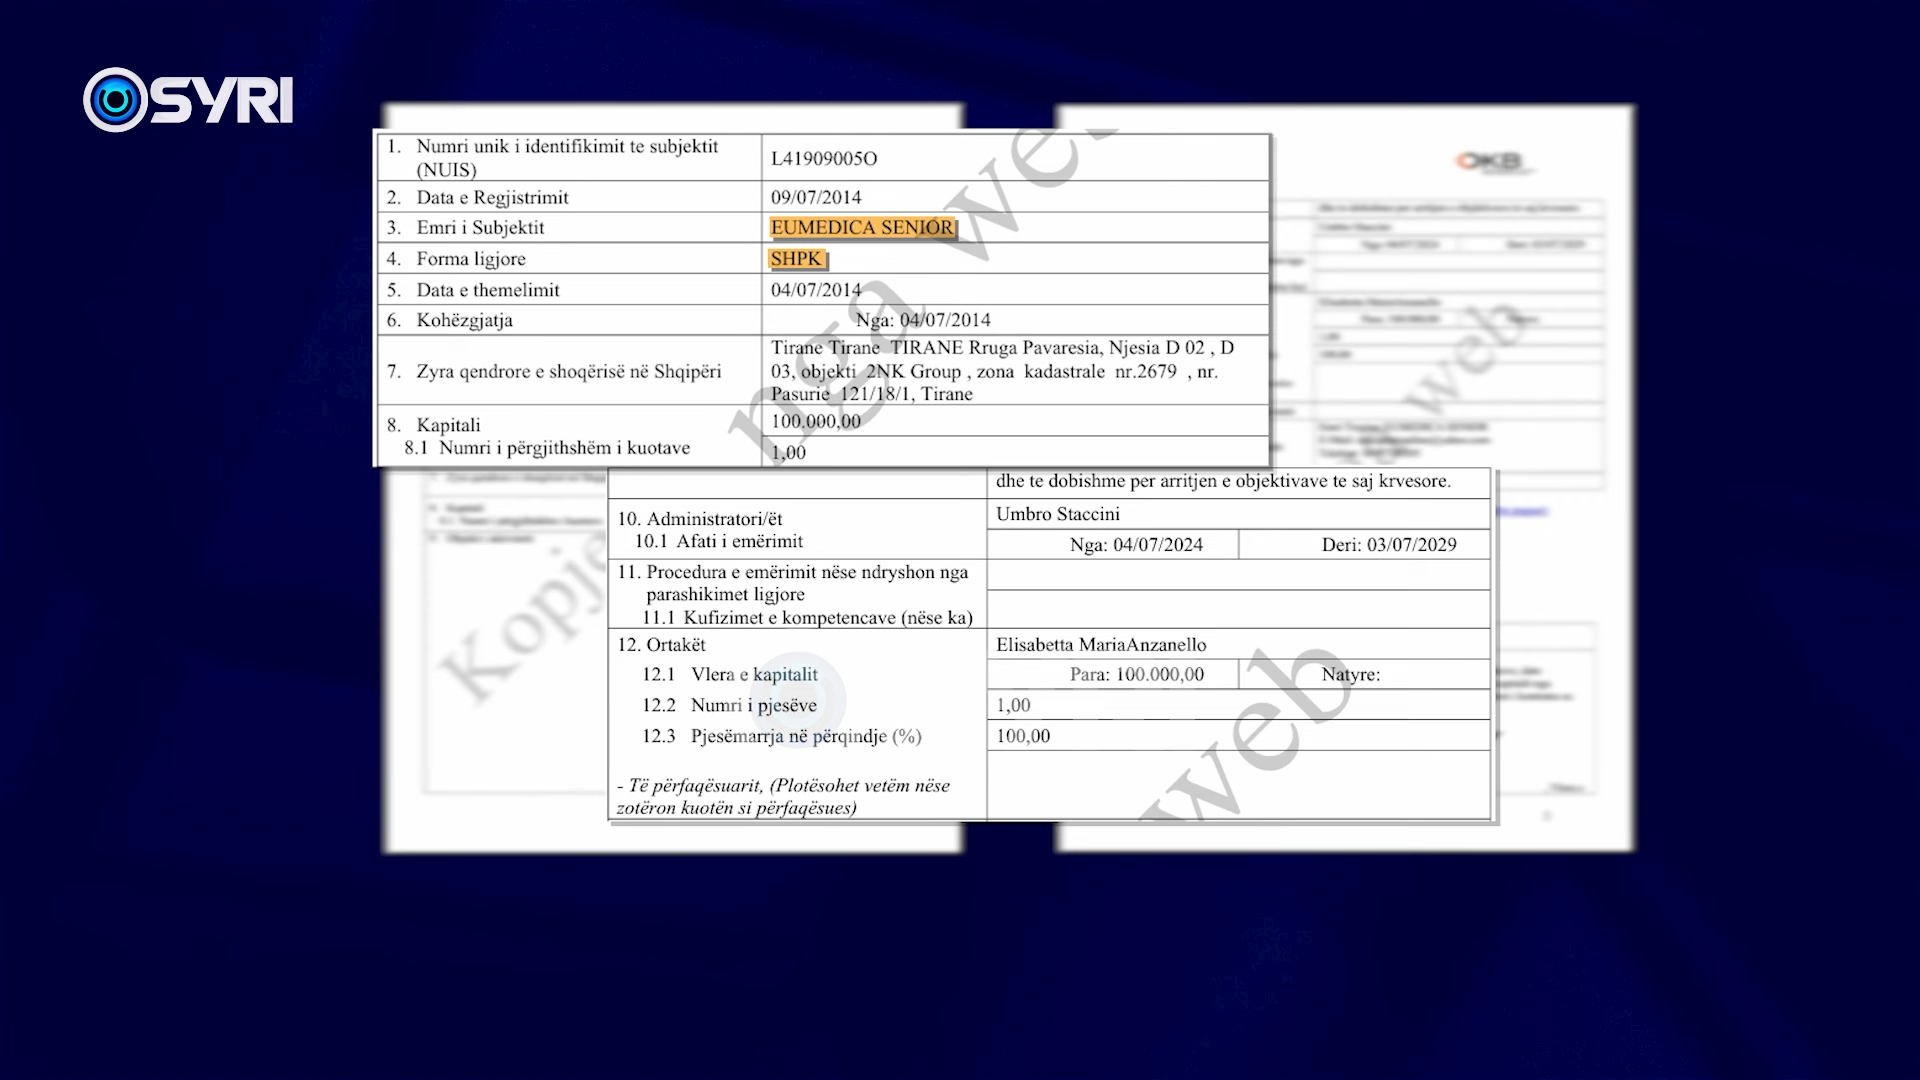 SYRI
1. Numri unik i identifikimit te subjektit
(NUIS)
L41909005O
2. Data e Regjistrimit
09/07/2014
3. Emri i Subjektit
EUMEDICA SENIOR
4. Forma ligjore
SHPK
5. Data e themelimit
04/07/2014
6. Kohëzgjatja
Nga: 04/07/2014
7. Zyra qendrore e shoqërisë në Shqipëri
Tirane Tirane TIRANE Rruga Pavaresia, Njesia D 02 , D
03, objekti 2NK Group , zona kadastrale nr.2679 , nr.
Pasurie 121/18/1, Tirane
8. Kapitali
100.000,00
8.1 Numri i përgjithshëm i kuotave
1,00
nga web
QKB
dhe te dobishme per arritjen e objektivave te saj krvesore.
10. Administratori/ët
Umbro Staccini
10.1 Afati i emërimit
Nga: 04/07/2024
Deri: 03/07/2029
11. Procedura e emërimit nëse ndryshon nga
parashikimet ligjore
11.1 Kufizimet e kompetencave (nëse ka)
12. Ortakët
Elisabetta MariaAnzanello
12.1 Vlera e kapitalit
Para: 100.000,00
Natyre:
12.2 Numri i pjesëve
1,00
12.3 Pjesëmarrja në përqindje (%)
100,00
- Të përfaqësuarit, (Plotësohet vetëm nëse
zotëron kuotën si përfaqësues)
web
Kopje
web